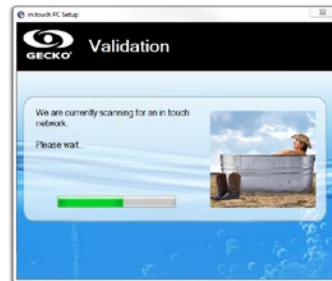 in.touch PC Setup
GECKO
Validation
We are currently scanning for an in.touch
network.
Please wait...